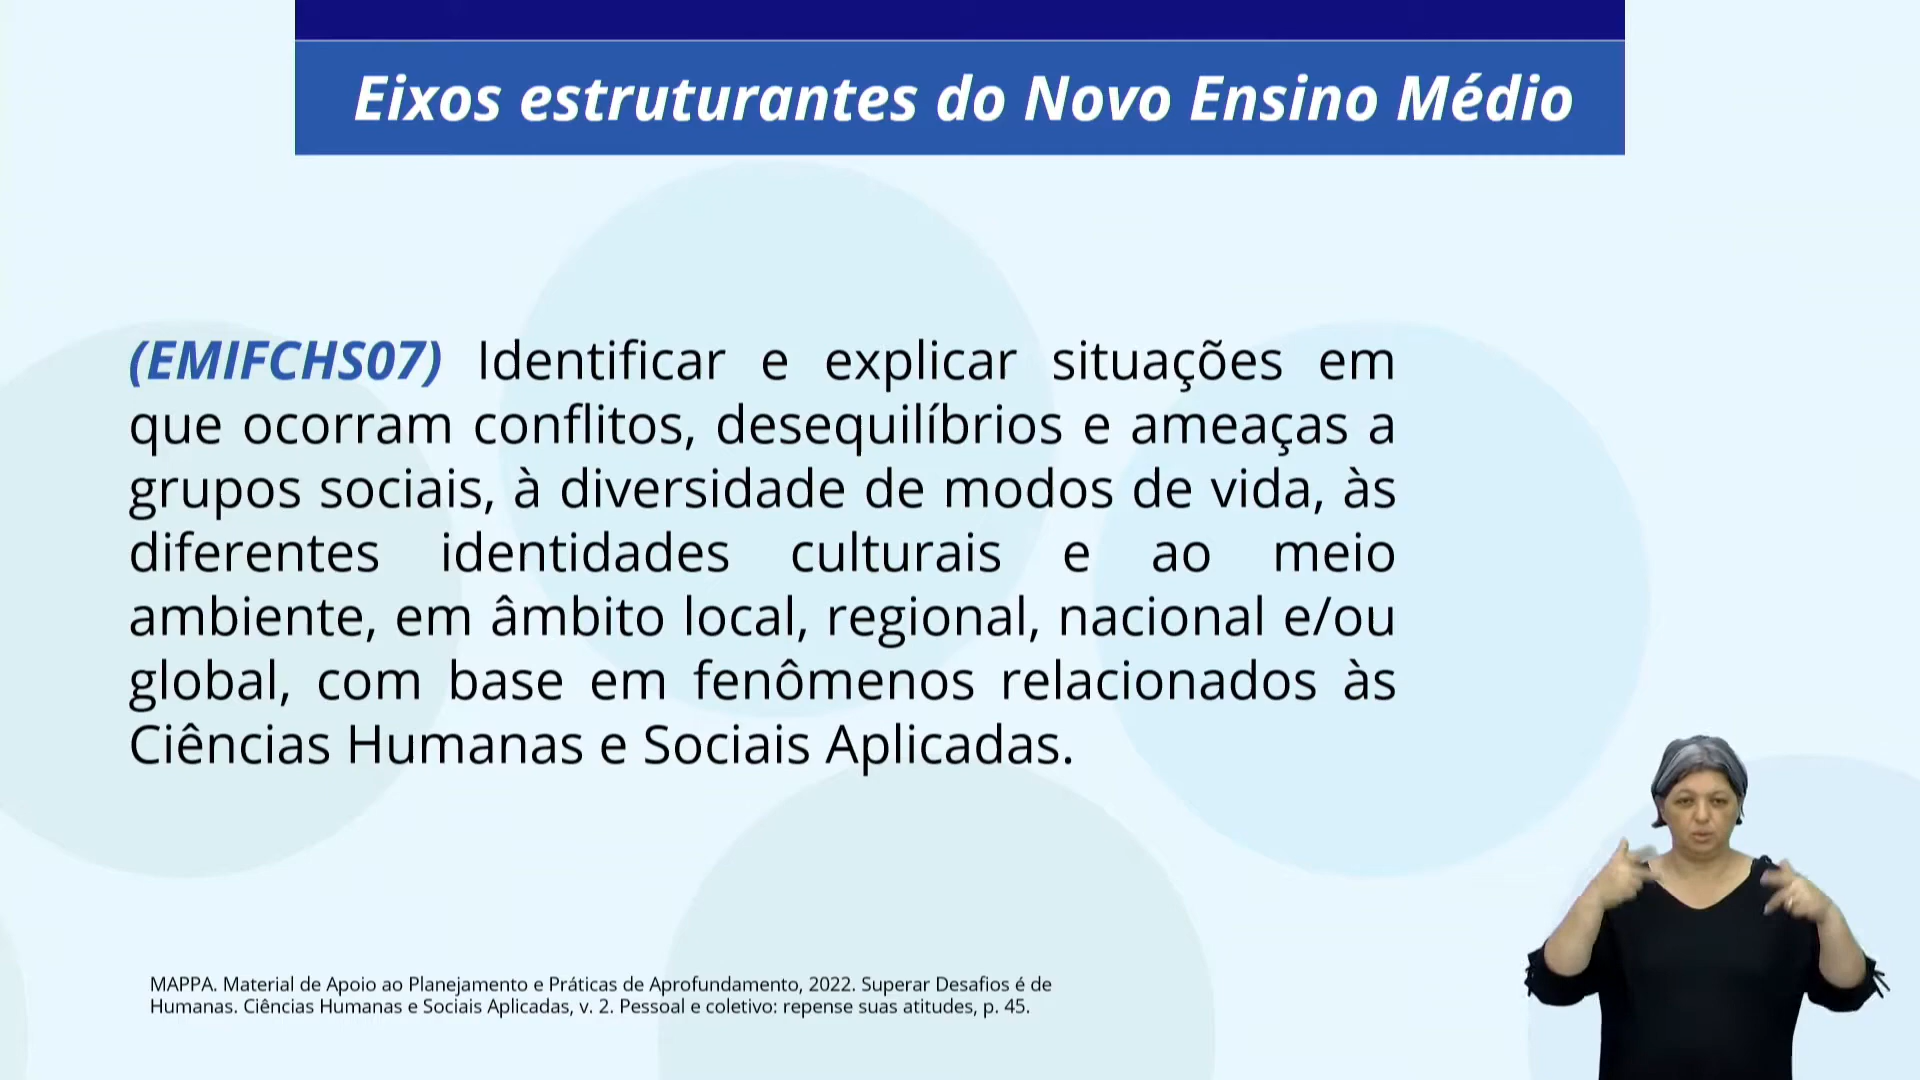 Eixos estruturantes do Novo Ensino Médio
(EMIFCHS07) Identificar e explicar situações em
que ocorram conflitos, desequilíbrios e ameaças a
grupos sociais, à diversidade de modos de vida, às
diferentes identidades culturais e ao meio
ambiente, em âmbito local, regional, nacional e/ou
global, com base em fenômenos relacionados às
Ciências Humanas e Sociais Aplicadas.
MAPPA. Material de Apoio ao Planejamento e Práticas de Aprofundamento, 2022. Superar Desafios é de
Humanas. Ciências Humanas e Sociais Aplicadas, v. 2. Pessoal e coletivo: repense suas atitudes, p. 45.